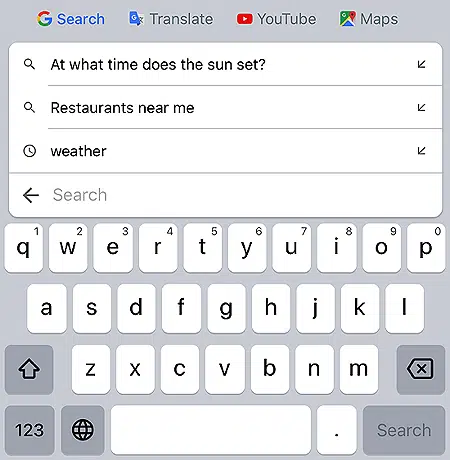 Search Translate YouTube Maps
At what time does the sun set?
Restaurants near me
weather
Search
1 2 3 4 5 6 7 8 9 0
q w e r t y u i o p
a s d f g h j k l
z x c v b n m
123 . Search